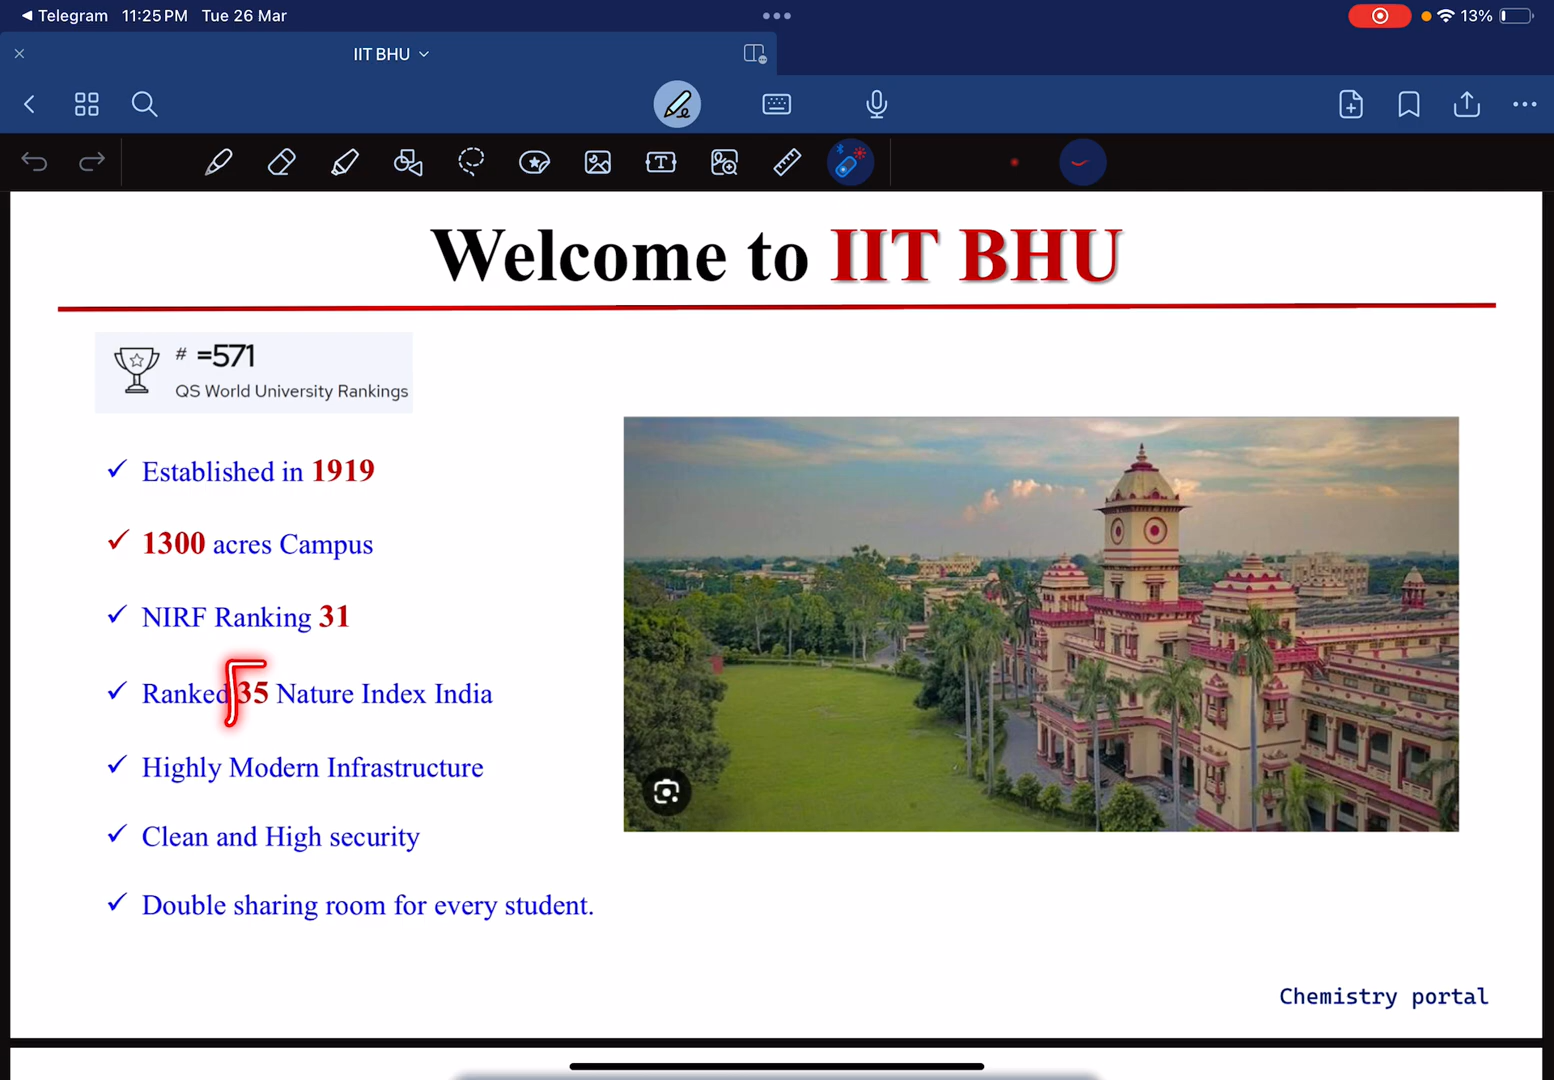 Telegram 11:25 PM Tue 26 Mar
13%
IIT BHU
T
Welcome to IIT BHU
# =571
QS World University Rankings
✓ Established in 1919
✓ 1300 acres Campus
✓ NIRF Ranking 31
✓ Ranked 35 Nature Index India
✓ Highly Modern Infrastructure
✓ Clean and High security
✓ Double sharing room for every student.
Chemistry portal